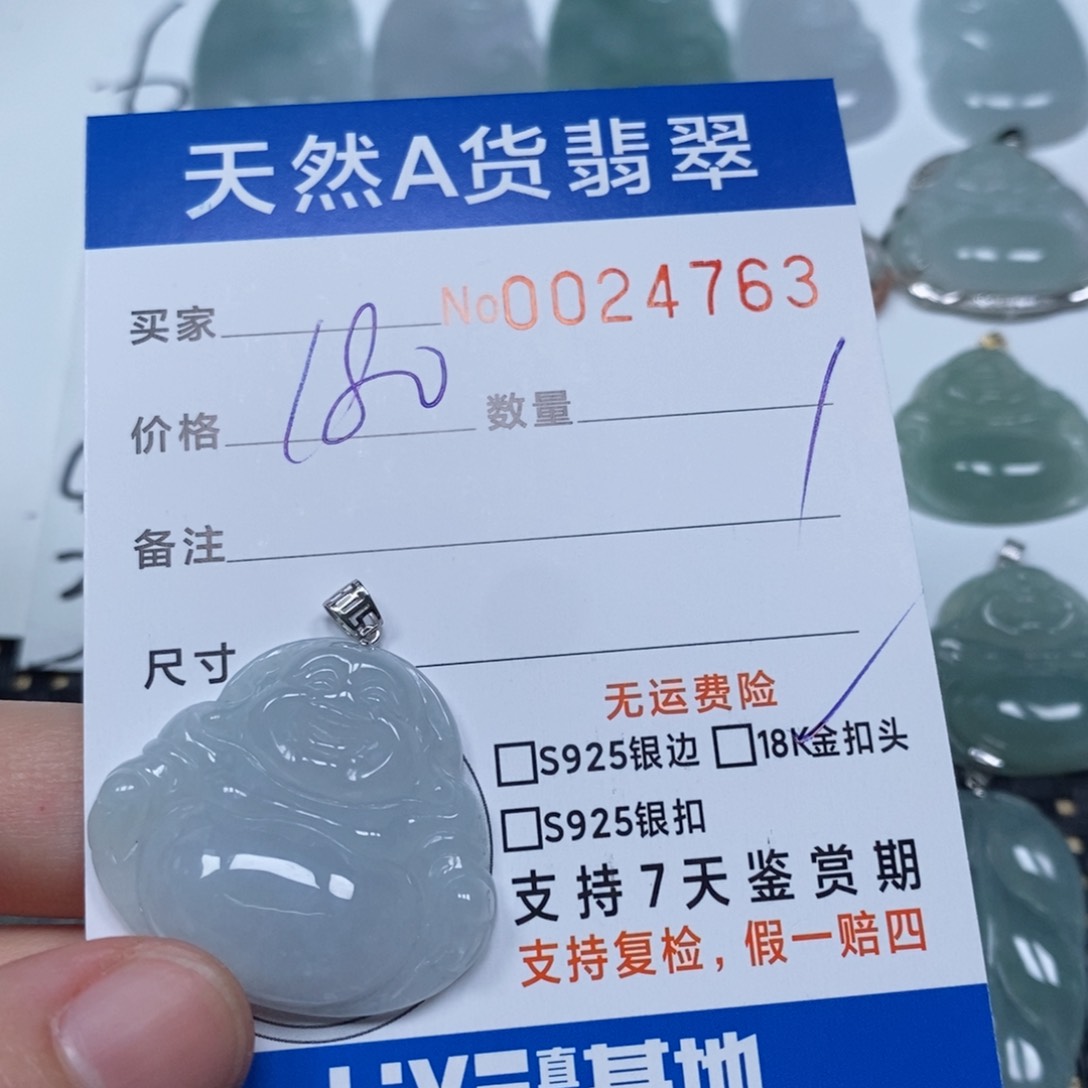 天然A货翡翠
买家 No0024763
价格 180 数量 1
备注
尺寸
无运费险
S925银边 18K金扣头
S925银扣
支持7天鉴赏期
支持复检，假一赔四
基地